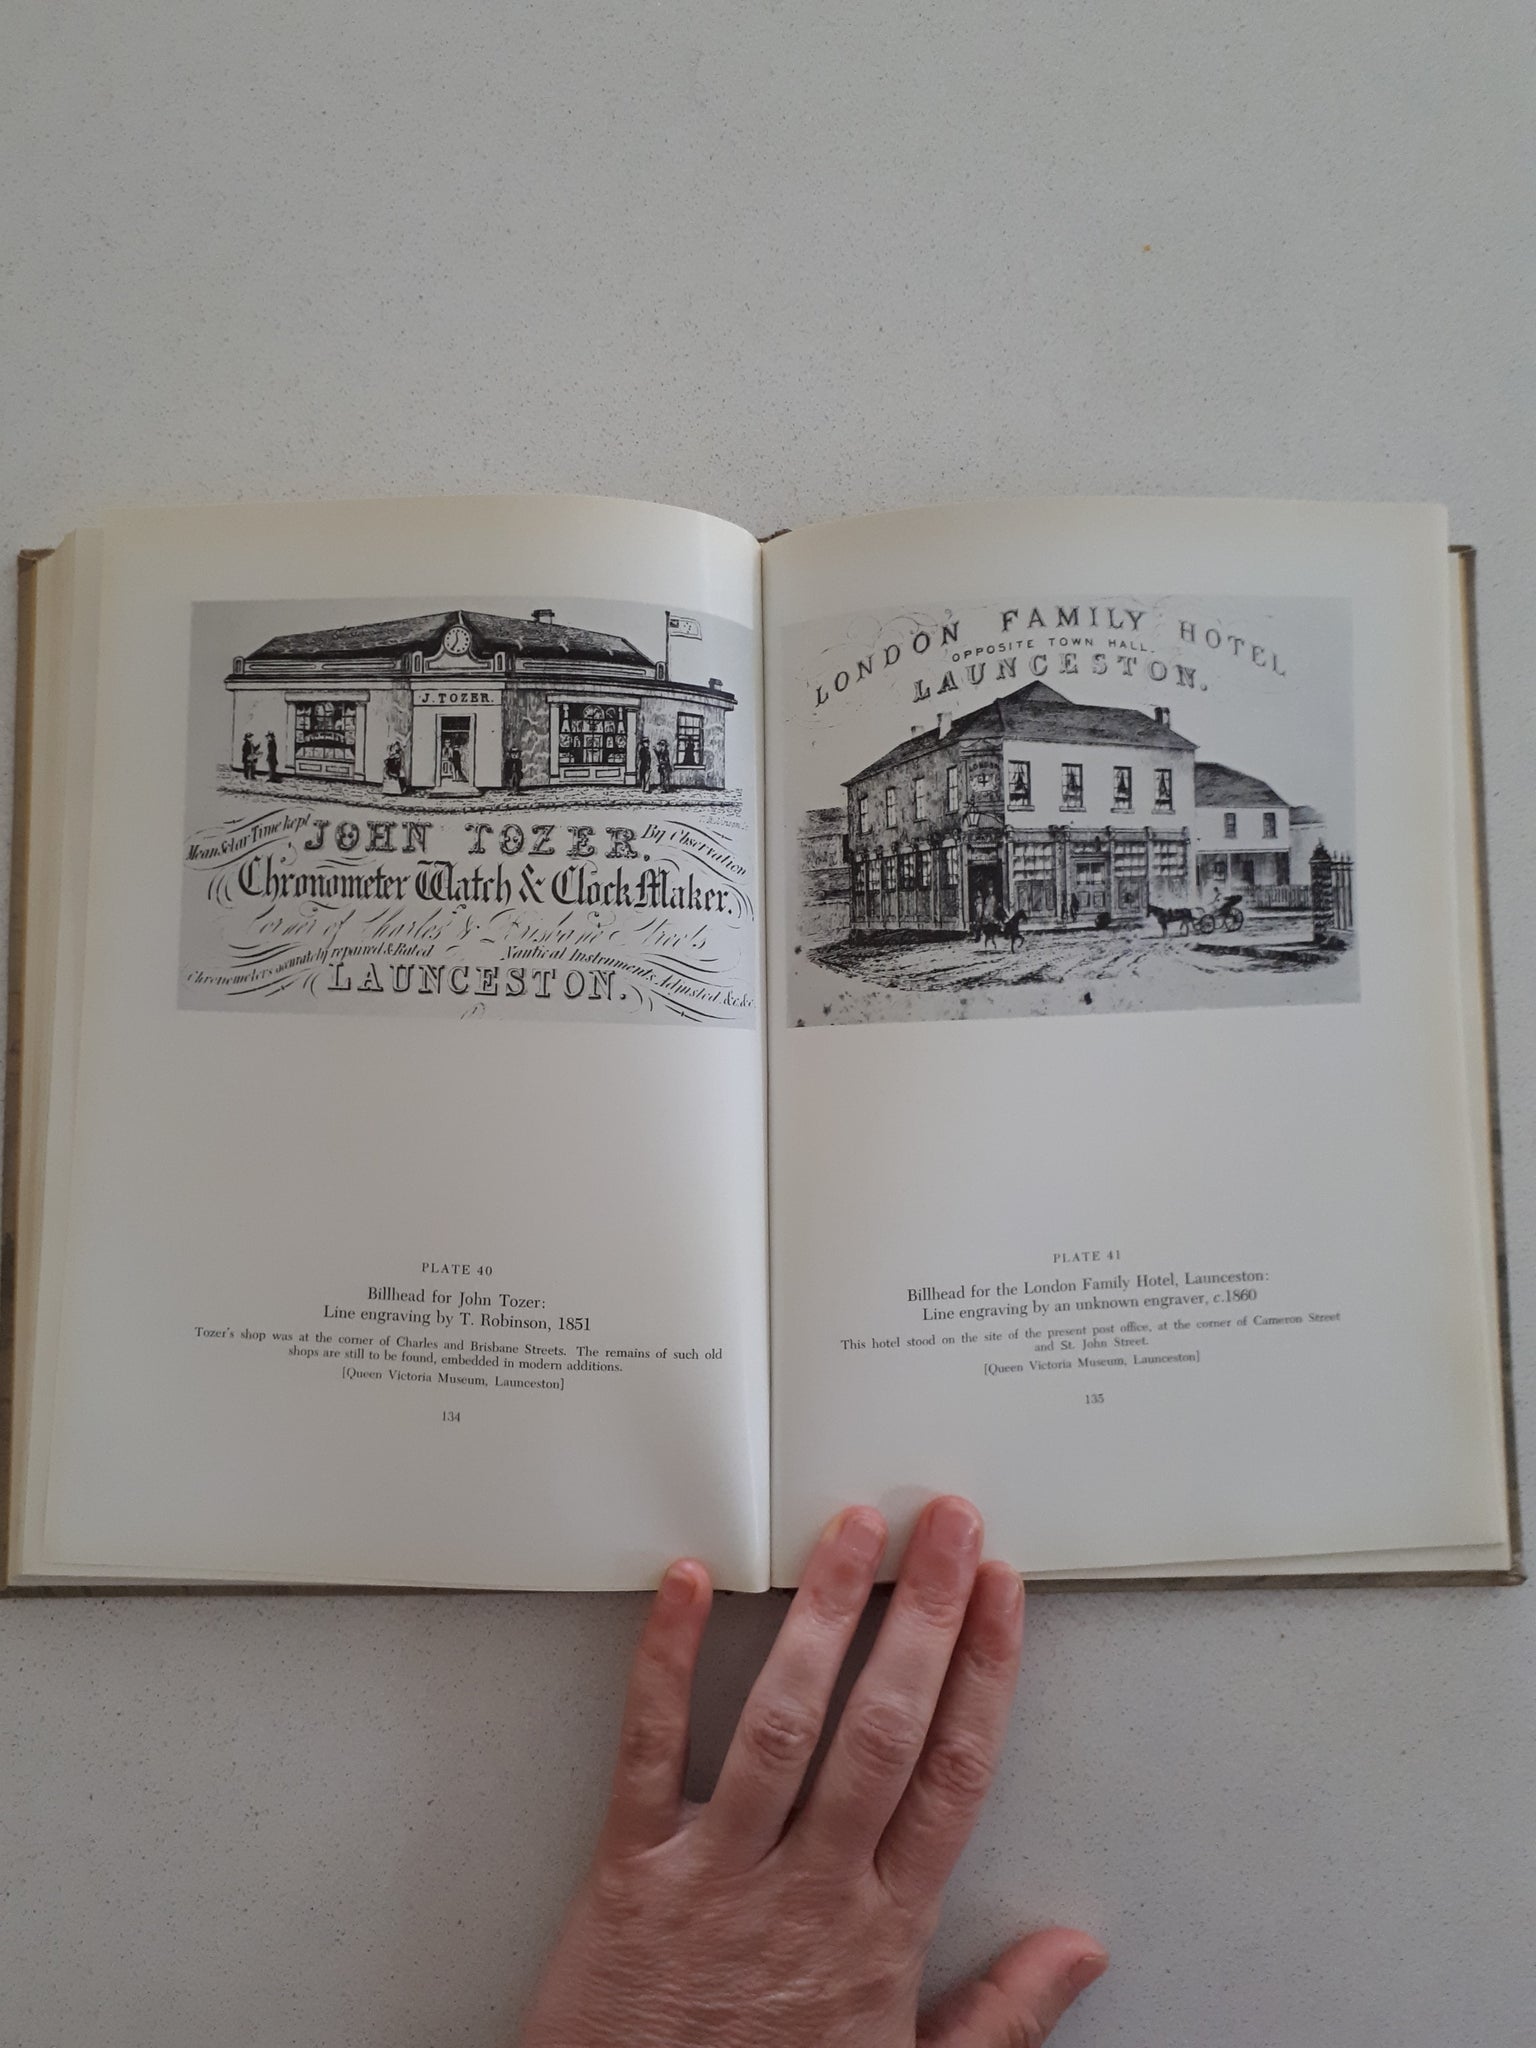 J. TOZER.
Mean Solar Time kept
JOHN TOZER,
By Observation
Chronometer Watch & Clock Maker.
Corner of Charles & Brisbane Streets
Chronometers accurately repaired & Rated
Nautical Instruments Adjusted &c &c
LAUNCESTON.
PLATE 40
Billhead for John Tozer:
Line engraving by T. Robinson, 1851
Tozer's shop was at the corner of Charles and Brisbane Streets. The remains of such old
shops are still to be found, embedded in modern additions.
[Queen Victoria Museum, Launceston]
134
LONDON FAMILY HOTEL
OPPOSITE TOWN HALL.
LAUNCESTON.
LONDON
PLATE 41
Billhead for the London Family Hotel, Launceston:
Line engraving by an unknown engraver, c.1860
This hotel stood on the site of the present post office, at the corner of Cameron Street
and St. John Street.
[Queen Victoria Museum, Launceston]
135